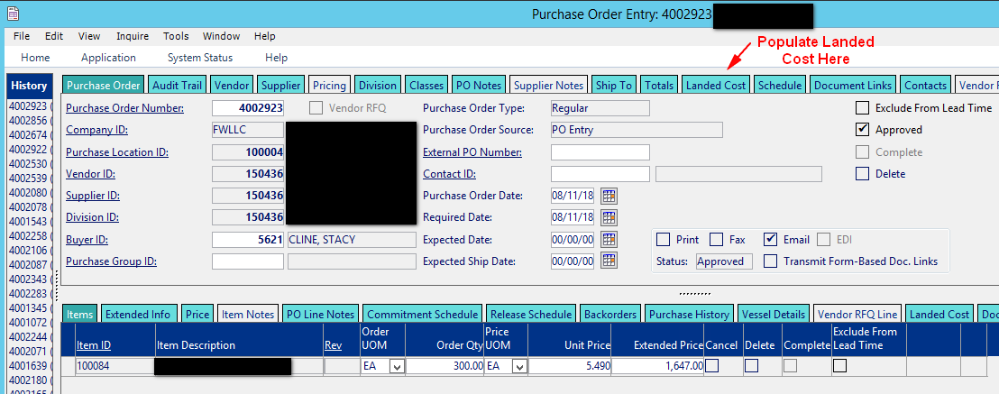 Purchase Order Entry: 4002923
File Edit View Inquire Tools Window Help
Populate Landed
Cost Here
Home Application System Status Help
History
Purchase Order Audit Trail Vendor Supplier Pricing Division Classes PO Notes Supplier Notes Ship To Totals Landed Cost Schedule Document Links Contacts Vendor
4002923 (
4002856 (
4002674 (
4002922 (
4002530 (
4002539 (
4002080 (
4002078 (
4001543 (
4002258 (
4002106 (
4002087 (
4002343 (
4002283 (
4001345 (
4001072 (
4002244 (
4002071 (
4001639 (
4002180 (
4002165 (
Purchase Order Number: 4002923 Vendor RFQ Purchase Order Type: Regular Exclude From Lead Time
Company ID: FWLLC Purchase Order Source: PO Entry Approved
Purchase Location ID: 100004 External PO Number: Complete
Vendor ID: 150436 Contact ID: Delete
Supplier ID: 150436 Purchase Order Date: 08/11/18
Division ID: 150436 Required Date: 08/11/18
Buyer ID: 5621 CLINE, STACY Expected Date: 00/00/00 Print Fax Email EDI
Purchase Group ID: Expected Ship Date: 00/00/00 Status: Approved Transmit Form-Based Doc. Links
Items Extended Info Price Item Notes PO Line Notes Commitment Schedule Release Schedule Backorders Purchase History Vessel Details Vendor RFQ Line Landed Cost
Item ID Item Description Rev Order UOM Order Qty Price UOM Unit Price Extended Price Cancel Delete Complete Exclude From Lead Time
100084 EA 300.00 EA 5.490 1,647.00